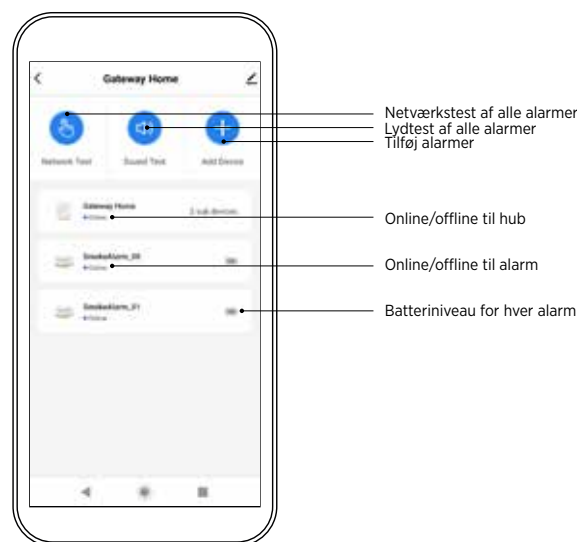 Gateway Home
Netværkstest af alle alarmer
Lydtest af alle alarmer
Tilføj alarmer
Network Test
Sound Test
Add Device
Gateway Home
Online
2 sub devices
Online/offline til hub
SmokeAlarm_00
Online
Online/offline til alarm
SmokeAlarm_01
Online
Batteriniveau for hver alarm